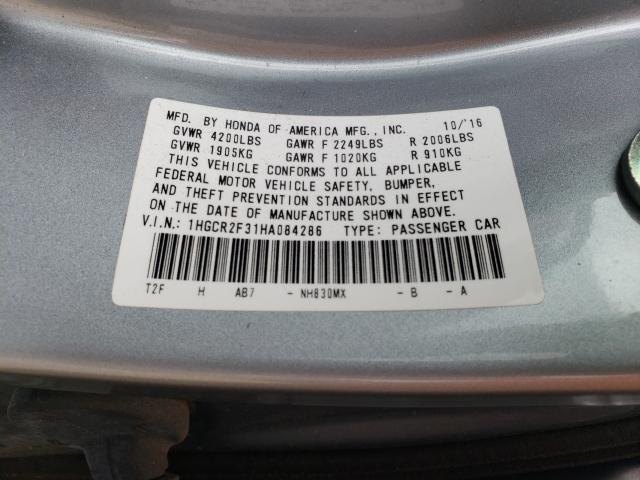 MFD. BY HONDA OF AMERICA MFG., INC. 10/'16
GVWR 4200LBS GAWR F 2249LBS R 2006LBS
GVWR 1905KG GAWR F 1020KG R 910KG
THIS VEHICLE CONFORMS TO ALL APPLICABLE
FEDERAL MOTOR VEHICLE SAFETY, BUMPER,
AND THEFT PREVENTION STANDARDS IN EFFECT
ON THE DATE OF MANUFACTURE SHOWN ABOVE.
V.I.N.: 1HGCR2F31HA084286 TYPE: PASSENGER CAR
T2F H AB7 - NH830MX - B - A